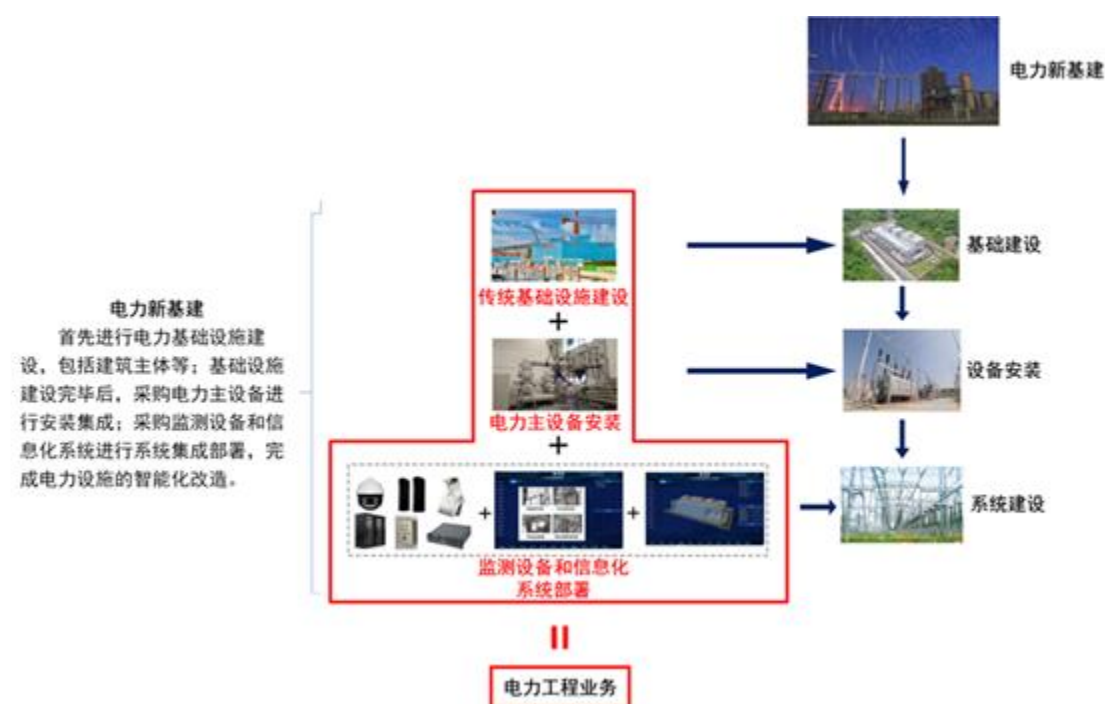 电力新基建
基础建设
传统基础设施建设
+
电力新基建
首先进行电力基础设施建
设，包括建筑主体等；基础设施
建设完毕后，采购电力主设备进
行安装集成；采购监测设备和信
息化系统进行系统集成部署，完
成电力设施的智能化改造。
设备安装
电力主设备安装
+
+
+
系统建设
监测设备和信息化
系统部署
=
电力工程业务